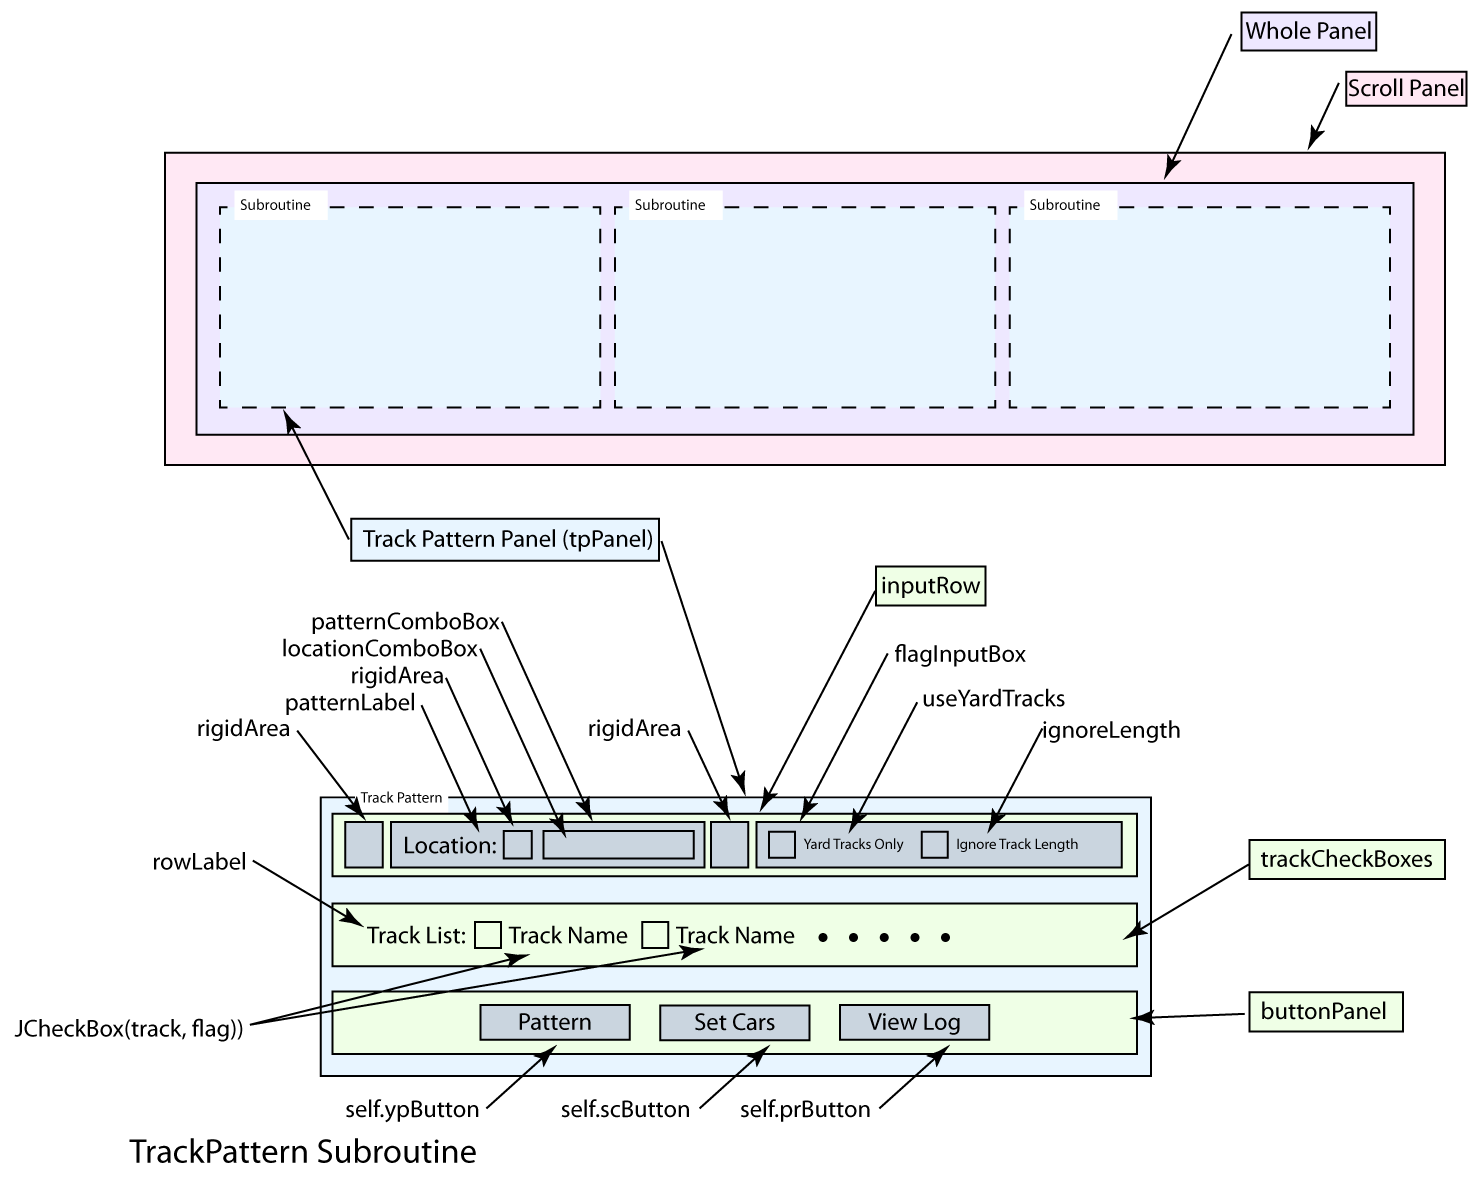 Whole Panel
Scroll Panel
Subroutine
Subroutine
Subroutine
Track Pattern Panel (tpPanel)
inputRow
patternComboBox
locationComboBox
rigidArea
patternLabel
rigidArea
rigidArea
flagInputBox
useYardTracks
ignoreLength
Track Pattern
Location:
Yard Tracks Only
Ignore Track Length
rowLabel
trackCheckBoxes
Track List:
Track Name
Track Name
• • • • •
JCheckBox(track, flag))
buttonPanel
Pattern
Set Cars
View Log
self.ypButton
self.scButton
self.prButton
TrackPattern Subroutine